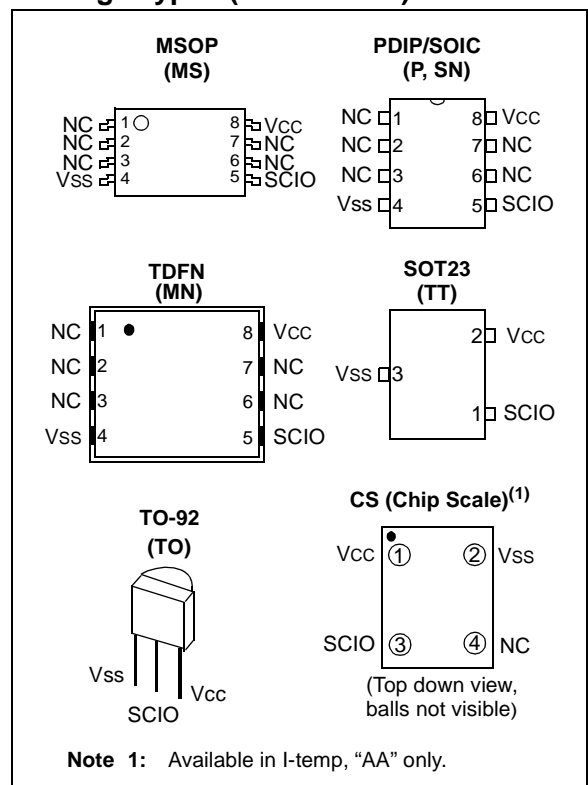 MSOP
(MS)
NC 1 8 VCC
NC 2 7 NC
NC 3 6 NC
VSS 4 5 SCIO
PDIP/SOIC
(P, SN)
NC 1 8 VCC
NC 2 7 NC
NC 3 6 NC
VSS 4 5 SCIO
TDFN
(MN)
NC 1 8 VCC
NC 2 7 NC
NC 3 6 NC
VSS 4 5 SCIO
SOT23
(TT)
2 VCC
VSS 3
1 SCIO
TO-92
(TO)
VSS
VCC
SCIO
CS (Chip Scale)(1)
VCC 1 2 VSS
SCIO 3 4 NC
(Top down view,
balls not visible)
Note 1: Available in I-temp, “AA” only.